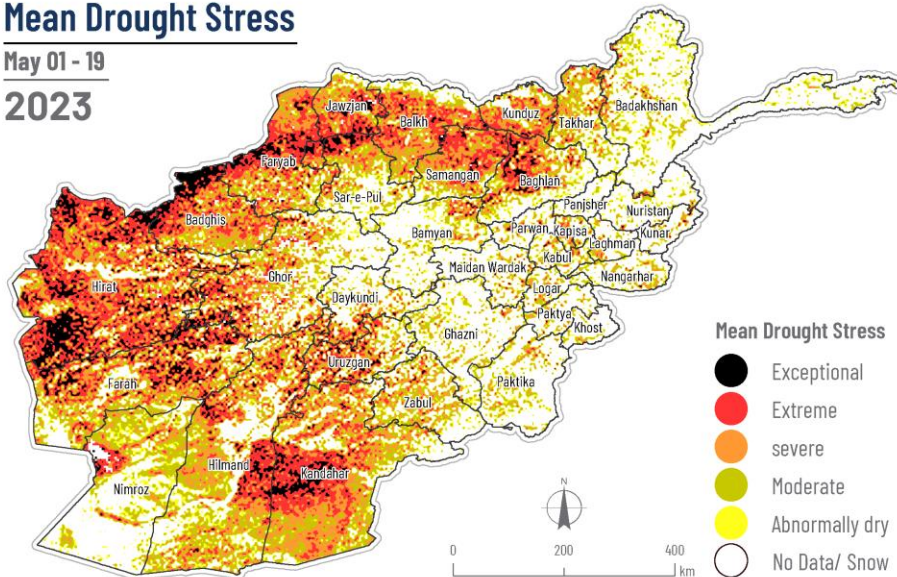 Mean Drought Stress
May 01 - 19
2023
Jawzjan
Balkh
Kunduz
Takhar
Badakhshan
Faryab
Samangan
Baghlan
Sar-e-Pul
Panjsher
Nuristan
Badghis
Bamyan
Parwan
Kapisa
Kunar
Laghman
Kabul
Maidan Wardak
Nangarhar
Hirat
Ghor
Logar
Daykundi
Paktya
Khost
Ghazni
Uruzgan
Farah
Paktika
Zabul
Hilmand
Kandahar
Nimroz
Mean Drought Stress
Exceptional
Extreme
severe
Moderate
Abnormally dry
No Data/ Snow
N
0 200 400
km